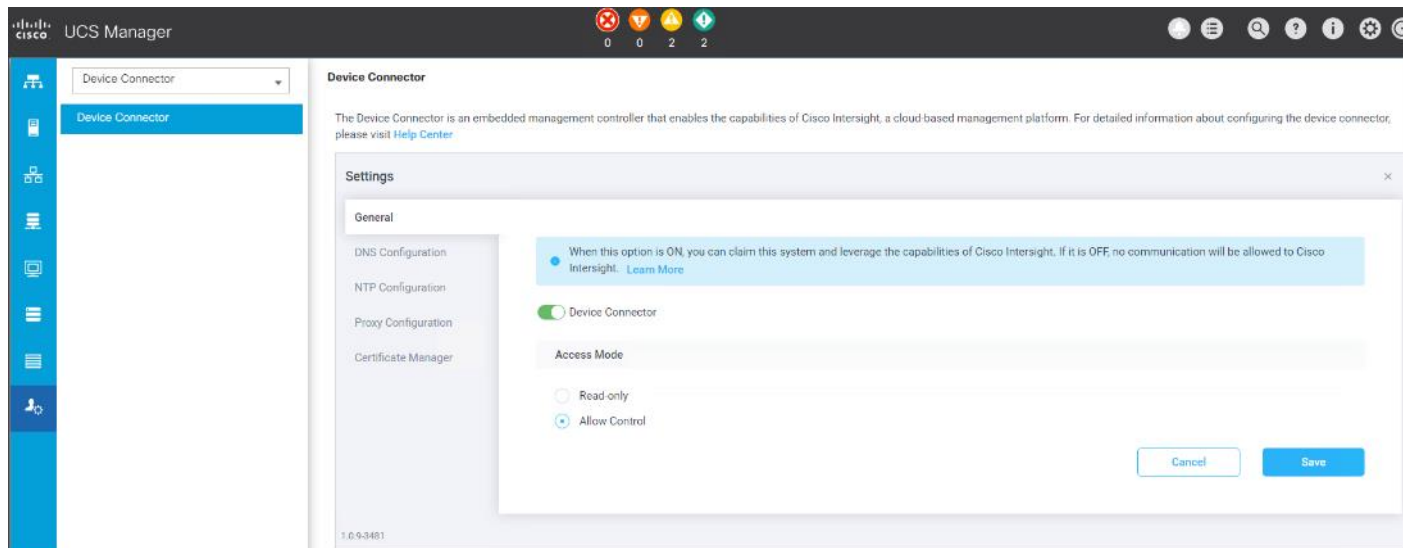 cisco UCS Manager
0 0 2 2
Device Connector
Device Connector
Device Connector
The Device Connector is an embedded management controller that enables the capabilities of Cisco Intersight, a cloud-based management platform. For detailed information about configuring the device connector,
please visit Help Center
Settings
General
DNS Configuration
NTP Configuration
Proxy Configuration
Certificate Manager
When this option is ON, you can claim this system and leverage the capabilities of Cisco Intersight. If it is OFF, no communication will be allowed to Cisco
Intersight. Learn More
Device Connector
Access Mode
Read-only
Allow Control
Cancel Save
1.0.9-3481